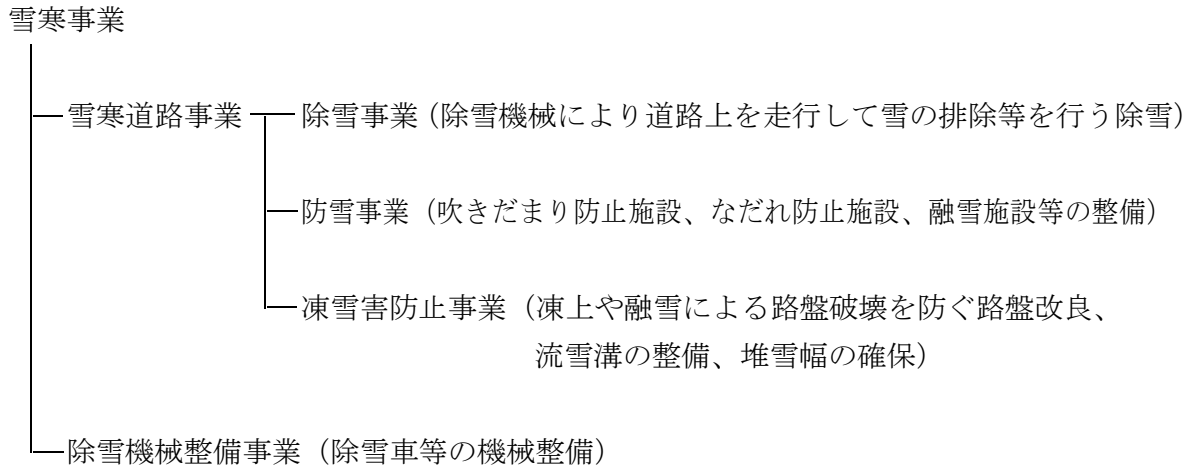 雪寒事業
雪寒道路事業
除雪事業（除雪機械により道路上を走行して雪の排除等を行う除雪）
防雪事業（吹きだまり防止施設、なだれ防止施設、融雪施設等の整備）
凍雪害防止事業（凍上や融雪による路盤破壊を防ぐ路盤改良、
流雪溝の整備、堆雪幅の確保）
除雪機械整備事業（除雪車等の機械整備）